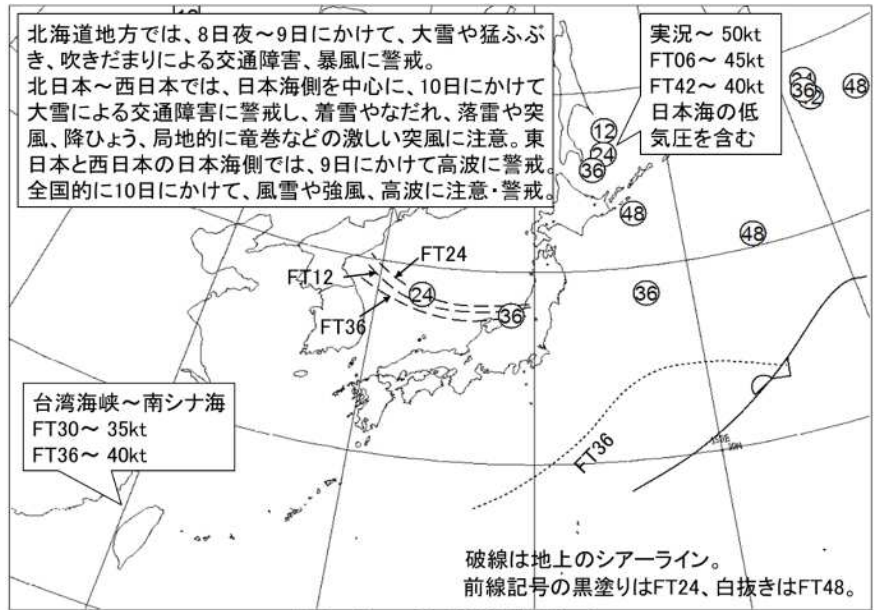 北海道地方では、8日夜～9日にかけて、大雪や猛ふぶ
き、吹きだまりによる交通障害、暴風に警戒。
北日本～西日本では、日本海側を中心に、10日にかけて
大雪による交通障害に警戒し、着雪やなだれ、落雷や突
風、降ひょう、局地的に竜巻などの激しい突風に注意。東
日本と西日本の日本海側では、9日にかけて高波に警戒。
全国的に10日にかけて、風雪や強風、高波に注意・警戒。
実況～ 50kt
FT06～ 45kt
FT42～ 40kt
日本海の低
気圧を含む
24
36
48
12
24
36
48
48
FT24
FT12
24
36
36
FT36
台湾海峡～南シナ海
FT30～ 35kt
FT36～ 40kt
FT36
破線は地上のシアーライン。
前線記号の黒塗りはFT24、白抜きはFT48。